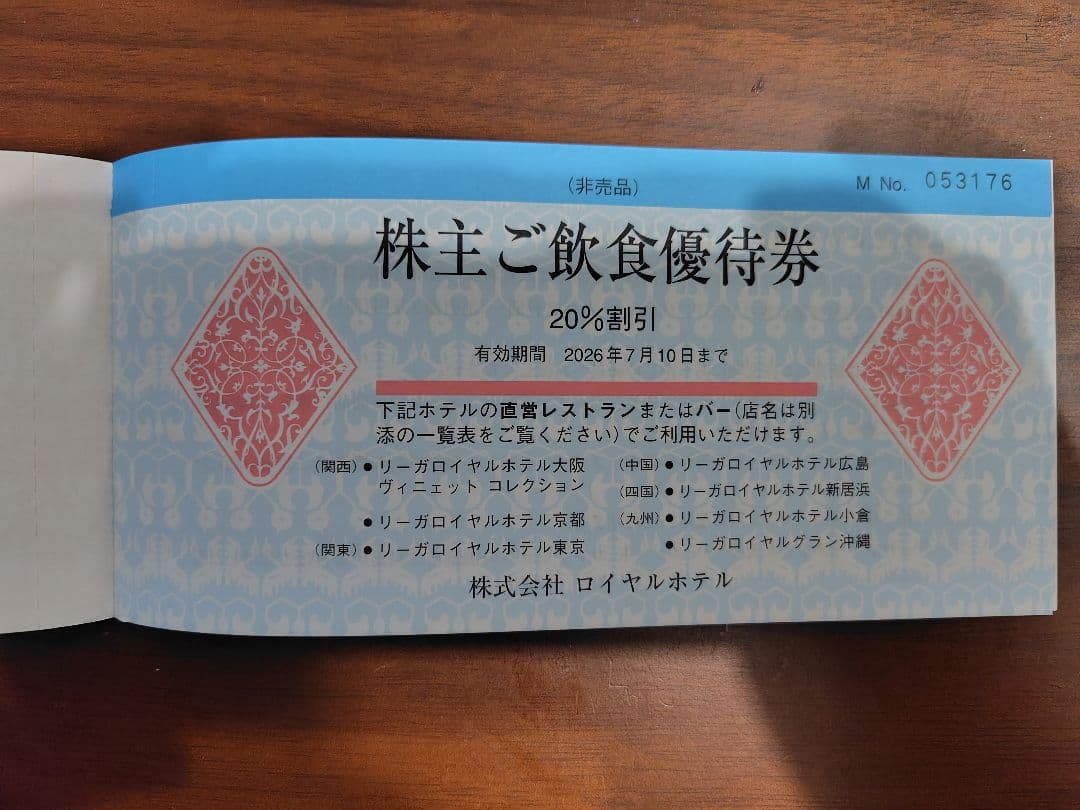 (非売品)
M No. 053176
株主ご飲食優待券
20%割引
有効期間 2026年7月10日まで
下記ホテルの直営レストランまたはバー(店名は別
添の一覧表をご覧ください)でご利用いただけます。
(関西)●リーガロイヤルホテル大阪
ヴィニェット コレクション
●リーガロイヤルホテル京都
(関東)●リーガロイヤルホテル東京
(中国)●リーガロイヤルホテル広島
(四国)●リーガロイヤルホテル新居浜
(九州)●リーガロイヤルホテル小倉
●リーガロイヤルグラン沖縄
株式会社 ロイヤルホテル